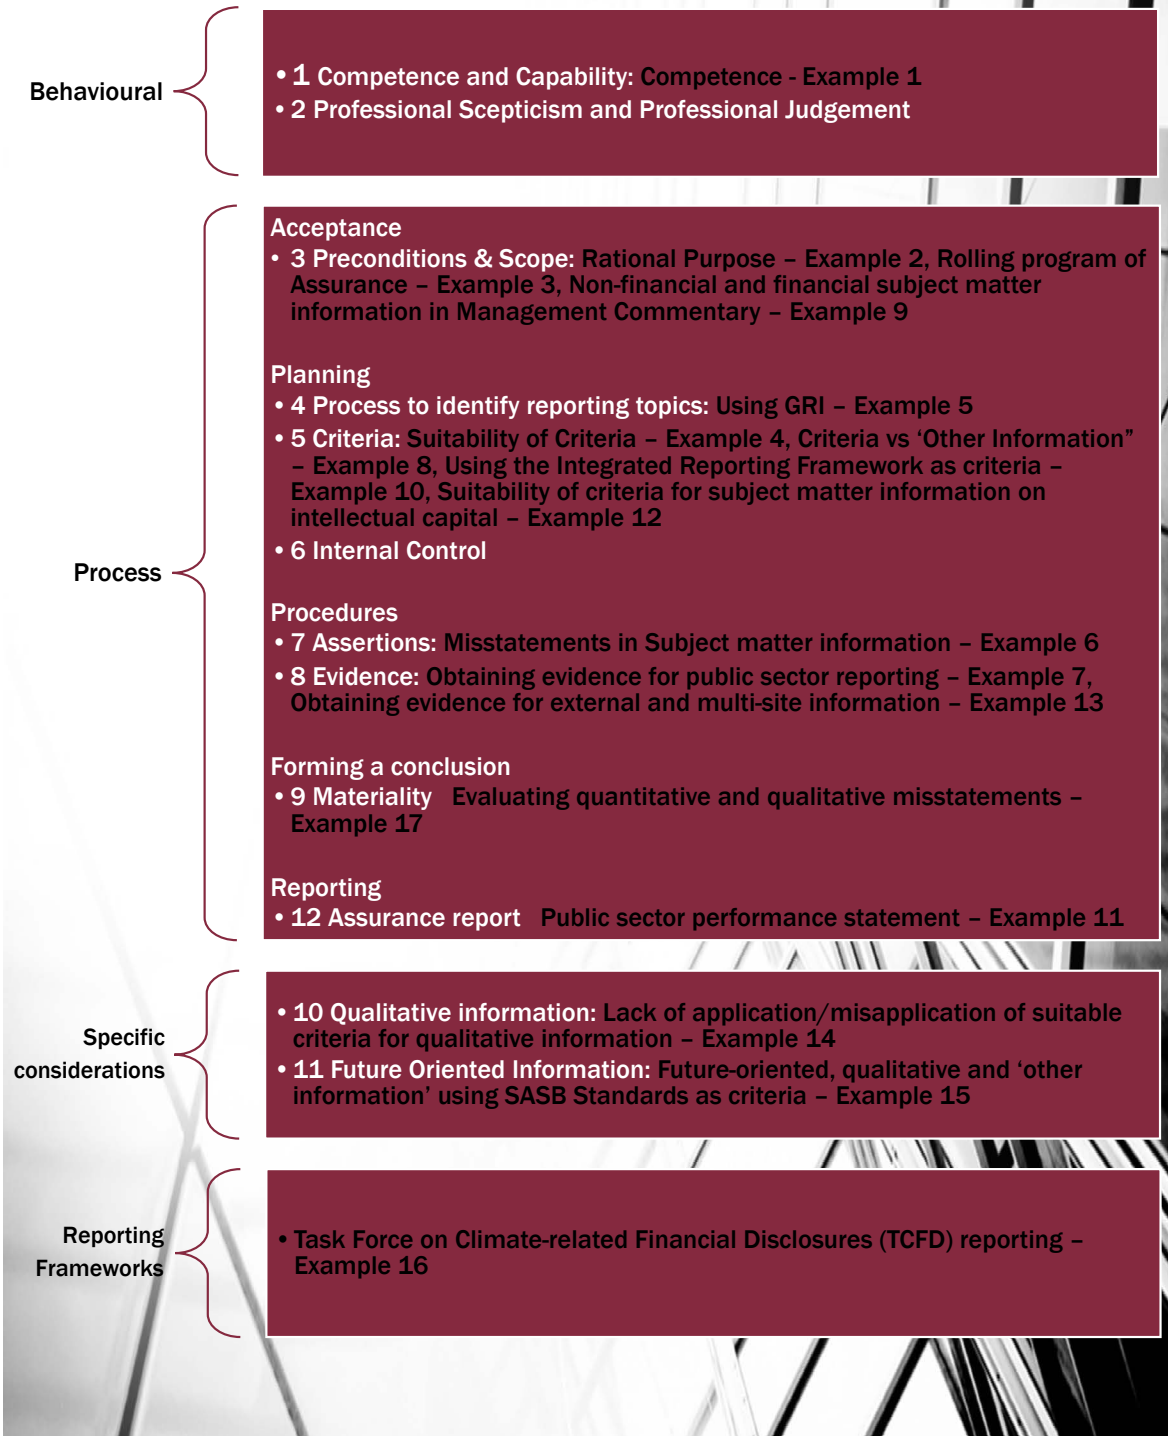 Behavioural
• 1 Competence and Capability: Competence - Example 1
• 2 Professional Scepticism and Professional Judgement
Process
Acceptance
• 3 Preconditions & Scope: Rational Purpose – Example 2, Rolling program of
Assurance – Example 3, Non-financial and financial subject matter
information in Management Commentary – Example 9
Planning
• 4 Process to identify reporting topics: Using GRI – Example 5
• 5 Criteria: Suitability of Criteria – Example 4, Criteria vs ‘Other Information”
– Example 8, Using the Integrated Reporting Framework as criteria –
Example 10, Suitability of criteria for subject matter information on
intellectual capital – Example 12
• 6 Internal Control
Procedures
• 7 Assertions: Misstatements in Subject matter information – Example 6
• 8 Evidence: Obtaining evidence for public sector reporting – Example 7,
Obtaining evidence for external and multi-site information – Example 13
Forming a conclusion
• 9 Materiality Evaluating quantitative and qualitative misstatements –
Example 17
Reporting
• 12 Assurance report Public sector performance statement – Example 11
Specific
considerations
• 10 Qualitative information: Lack of application/misapplication of suitable
criteria for qualitative information – Example 14
• 11 Future Oriented Information: Future-oriented, qualitative and ‘other
information’ using SASB Standards as criteria – Example 15
Reporting
Frameworks
• Task Force on Climate-related Financial Disclosures (TCFD) reporting –
Example 16